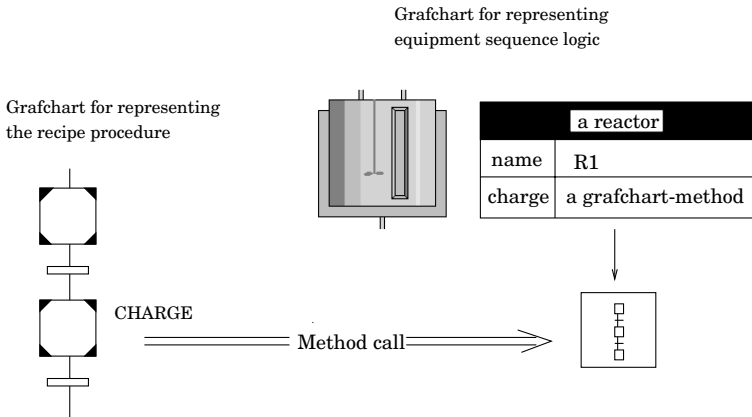 Grafchart for representing
equipment sequence logic
Grafchart for representing
the recipe procedure
a reactor
name R1
charge a grafchart-method
CHARGE
Method call